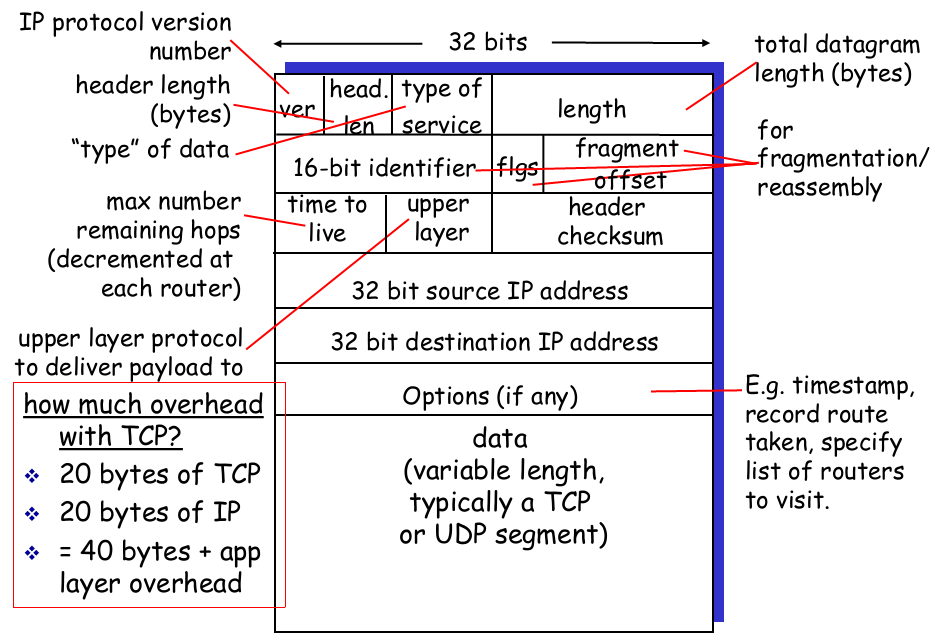 IP protocol version
number
header length
(bytes)
“type” of data
max number
remaining hops
(decremented at
each router)
upper layer protocol
to deliver payload to
how much overhead
with TCP?
❖ 20 bytes of TCP
❖ 20 bytes of IP
❖ = 40 bytes + app
layer overhead
32 bits
ver
head.
len
type of
service
length
16-bit identifier
flgs
fragment
offset
time to
live
upper
layer
header
checksum
32 bit source IP address
32 bit destination IP address
Options (if any)
data
(variable length,
typically a TCP
or UDP segment)
total datagram
length (bytes)
for
fragmentation/
reassembly
E.g. timestamp,
record route
taken, specify
list of routers
to visit.